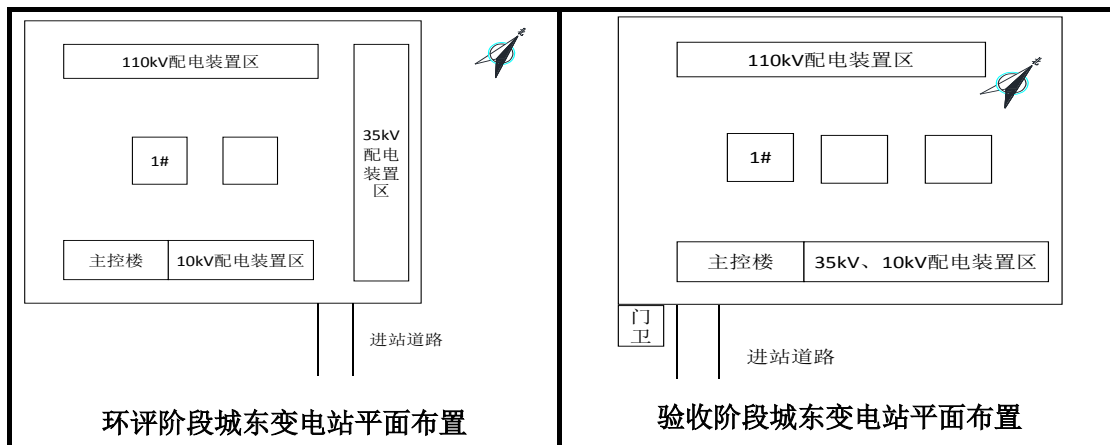 110kV配电装置区
35kV
配电
装置
区
1#
主控楼
10kV配电装置区
进站道路
环评阶段城东变电站平面布置
110kV配电装置区
1#
主控楼
35kV、10kV配电装置区
门
卫
进站道路
验收阶段城东变电站平面布置